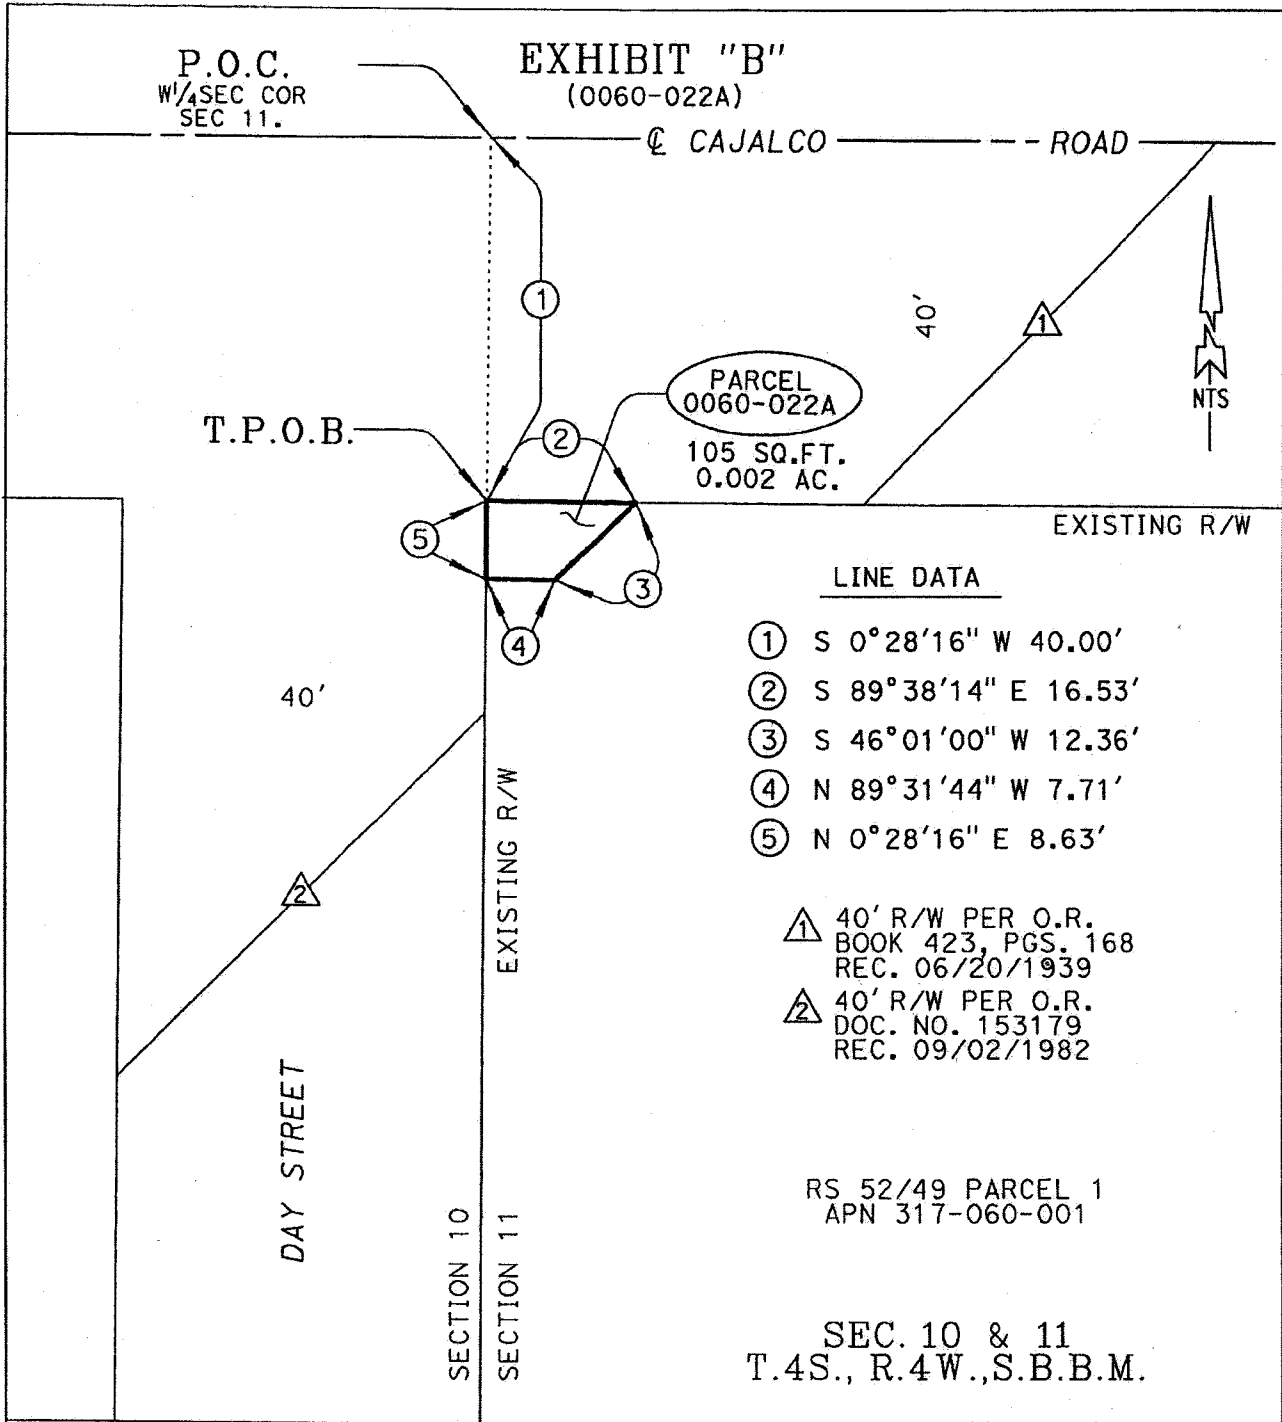 EXHIBIT "B"
(0060-022A)
P.O.C.
W1/4SEC COR
SEC 11.
℄ CAJALCO ROAD
1
40'
1
N
NTS
PARCEL
0060-022A
105 SQ.FT.
0.002 AC.
T.P.O.B.
2
5
3
4
EXISTING R/W
LINE DATA
1 S 0°28'16" W 40.00'
2 S 89°38'14" E 16.53'
3 S 46°01'00" W 12.36'
4 N 89°31'44" W 7.71'
5 N 0°28'16" E 8.63'
40'
2
EXISTING R/W
1 40' R/W PER O.R.
BOOK 423, PGS. 168
REC. 06/20/1939
2 40' R/W PER O.R.
DOC. NO. 153179
REC. 09/02/1982
DAY STREET
SECTION 10
SECTION 11
RS 52/49 PARCEL 1
APN 317-060-001
SEC. 10 & 11
T.4S., R.4W.,S.B.B.M.